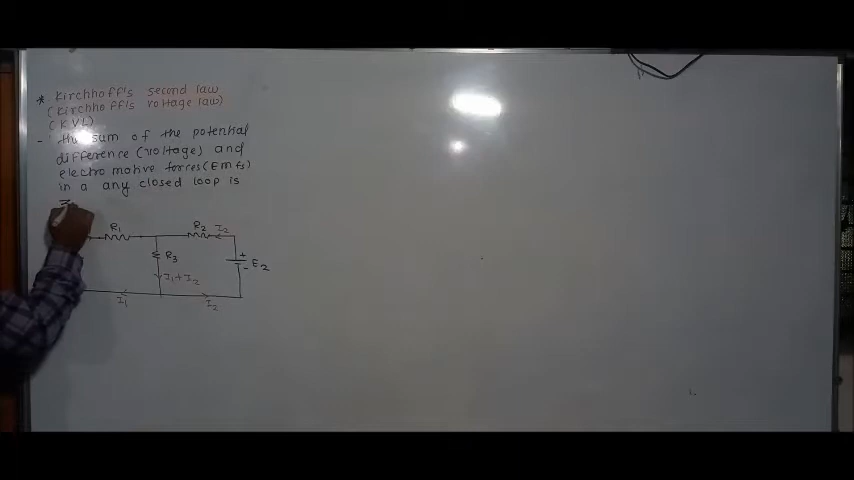 * Kirchhoff's second law
(Kirchhoff's voltage law)
(KVL)
- the sum of the potential
difference (voltage) and
electro motive forces (Emfs)
in a any closed loop is
R1
R2
I2
R3
+
- E2
I1+I2
I1
I2